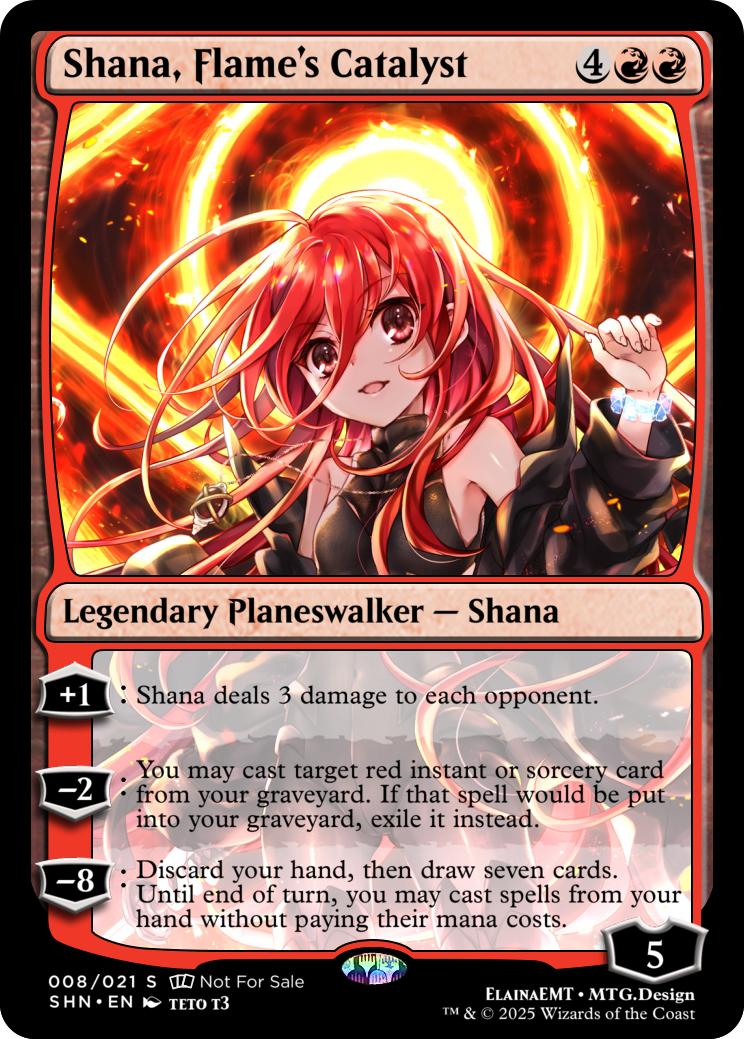 Shana, Flame's Catalyst 4
Legendary Planeswalker — Shana
+1 : Shana deals 3 damage to each opponent.
−2 : You may cast target red instant or sorcery card
from your graveyard. If that spell would be put
into your graveyard, exile it instead.
−8 : Discard your hand, then draw seven cards.
Until end of turn, you may cast spells from your
hand without paying their mana costs.
5
008/021 S Not For Sale
SHN • EN TETO T3
ElainaEMT • MTG.Design
™ & © 2025 Wizards of the Coast